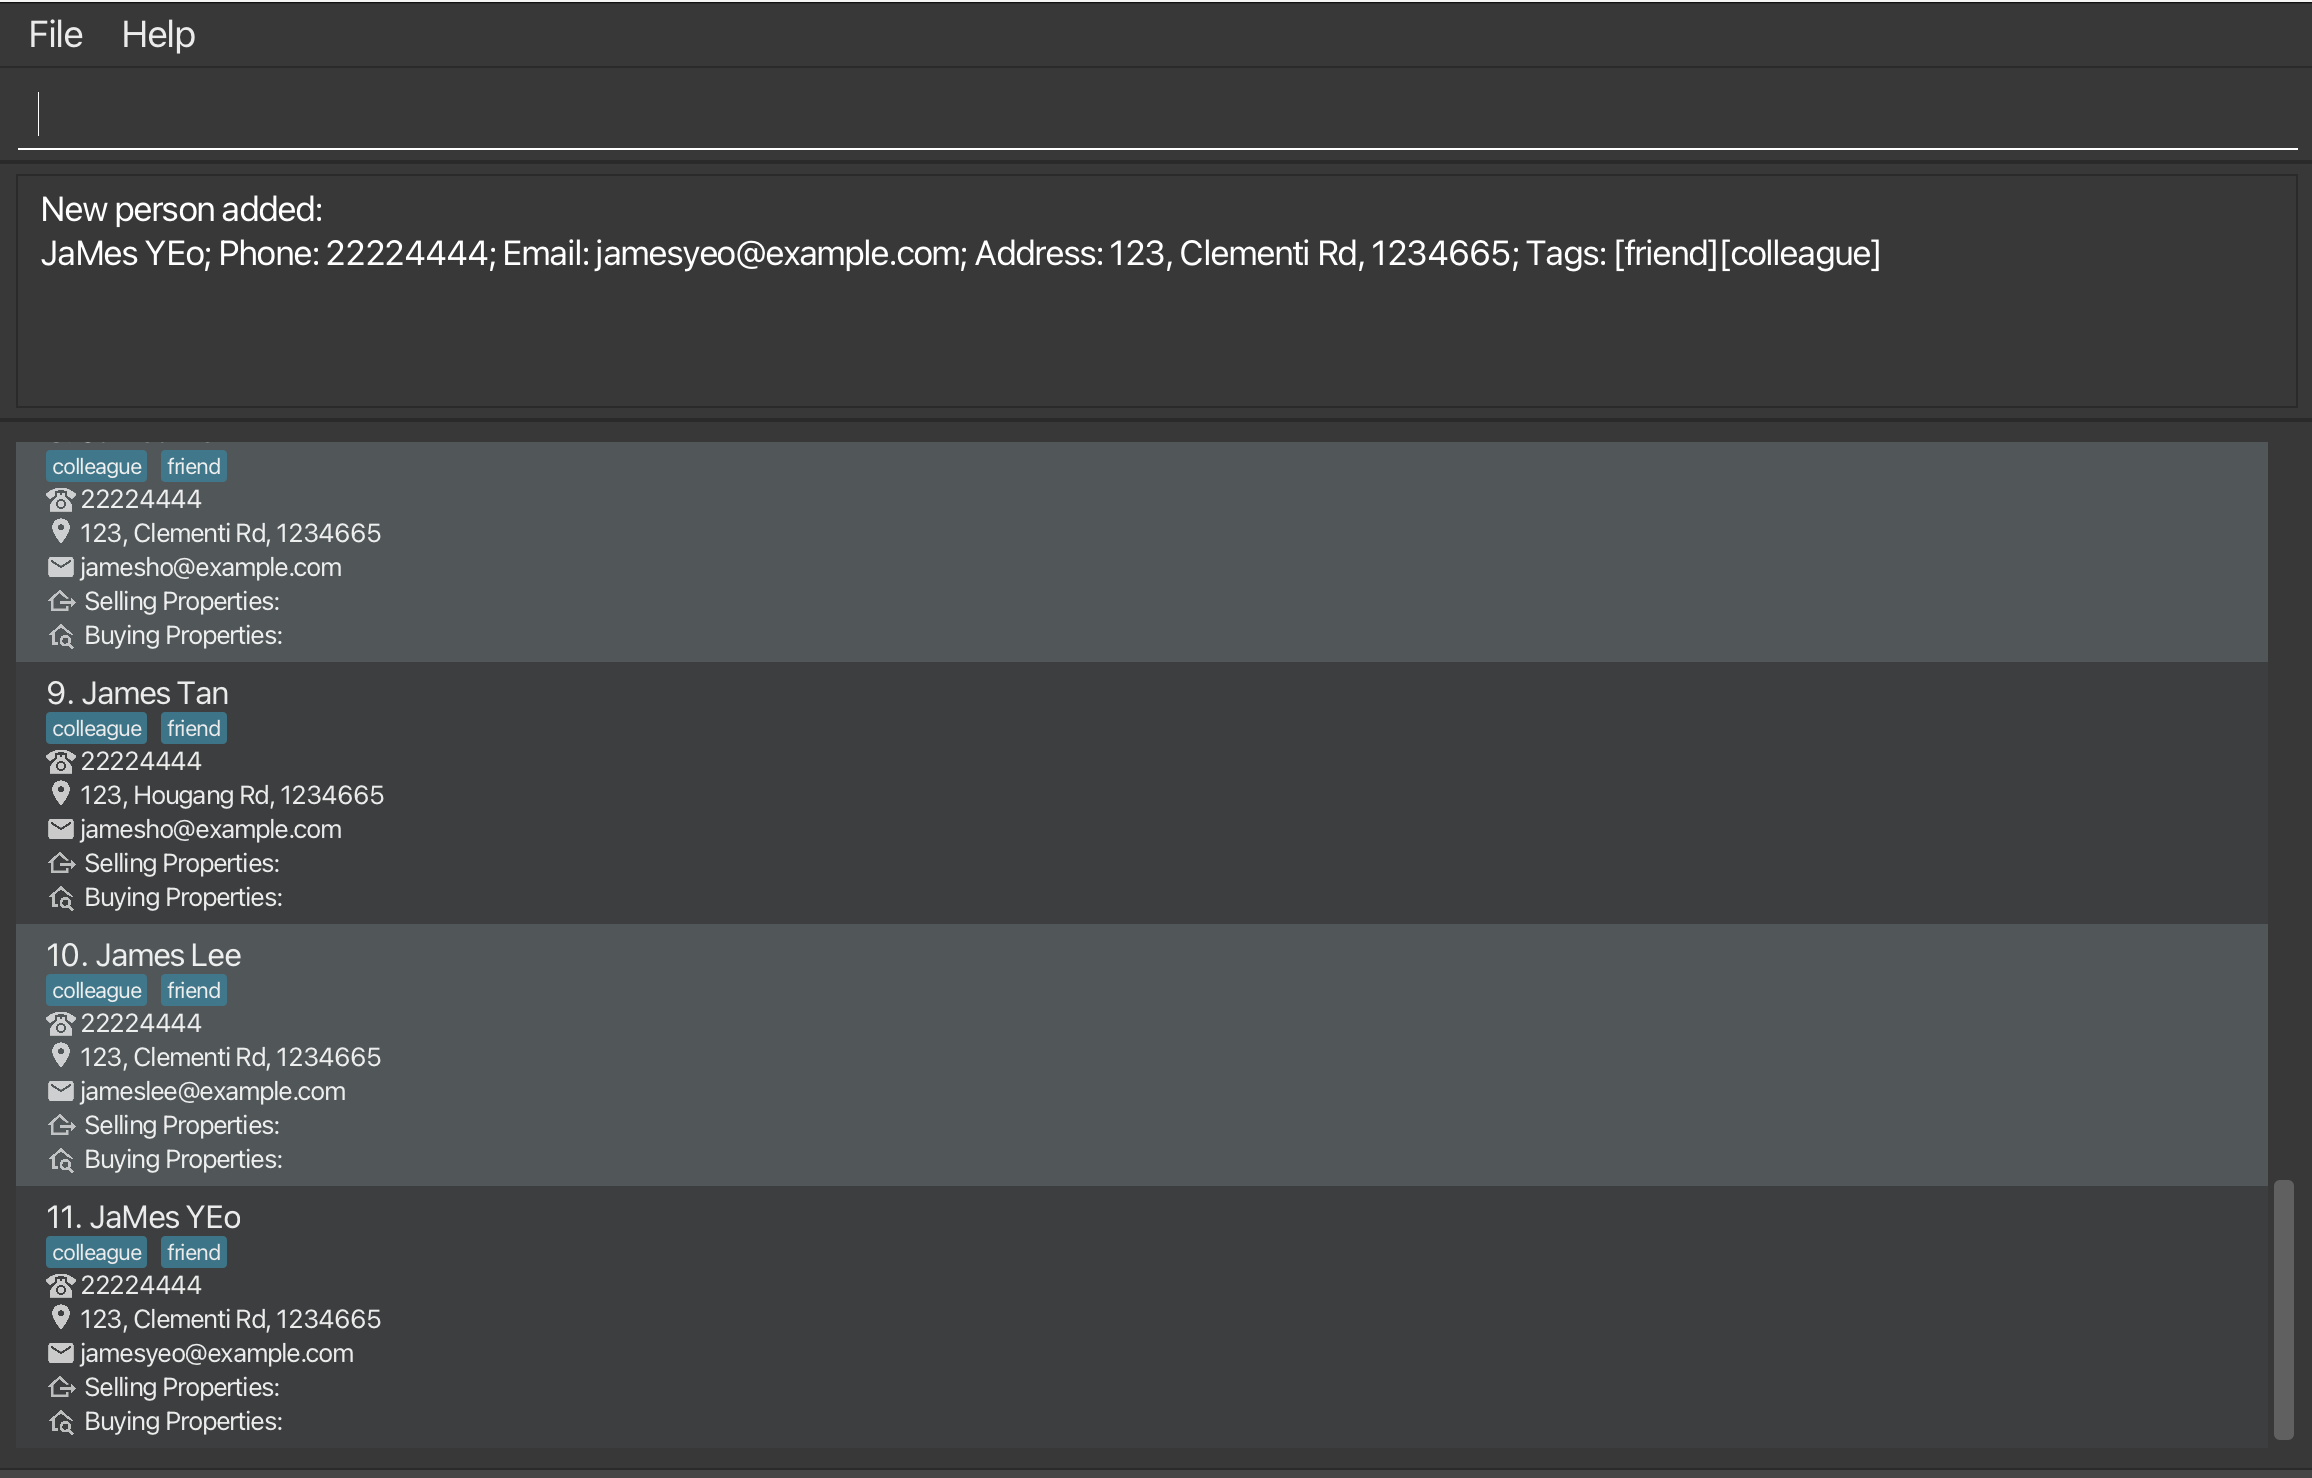 File Help
New person added:
JaMes YEo; Phone: 22224444; Email: jamesyeo@example.com; Address: 123, Clementi Rd, 1234665; Tags: [friend][colleague]
colleague friend
22224444
123, Clementi Rd, 1234665
jamesho@example.com
Selling Properties:
Buying Properties:
9. James Tan
colleague friend
22224444
123, Hougang Rd, 1234665
jamesho@example.com
Selling Properties:
Buying Properties:
10. James Lee
colleague friend
22224444
123, Clementi Rd, 1234665
jameslee@example.com
Selling Properties:
Buying Properties:
11. JaMes YEo
colleague friend
22224444
123, Clementi Rd, 1234665
jamesyeo@example.com
Selling Properties:
Buying Properties: